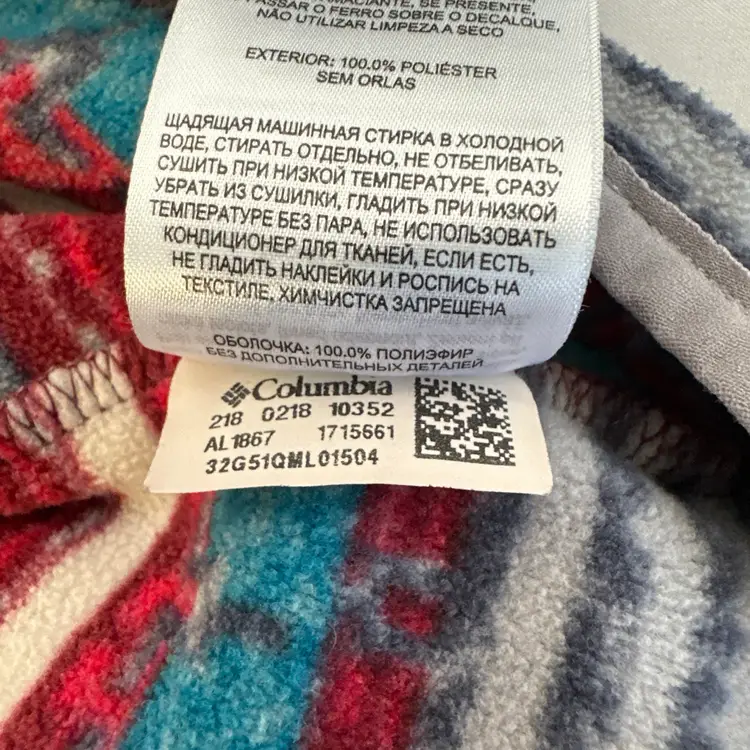 AMACIANTE, SE PRESENTE,
PASSAR O FERRO SOBRE O DECALQUE,
NÃO UTILIZAR LIMPEZA A SECO
EXTERIOR: 100.0% POLIÉSTER
SEM ORLAS
ЩАДЯЩАЯ МАШИННАЯ СТИРКА В ХОЛОДНОЙ
ВОДЕ, СТИРАТЬ ОТДЕЛЬНО, НЕ ОТБЕЛИВАТЬ,
СУШИТЬ ПРИ НИЗКОЙ ТЕМПЕРАТУРЕ, СРАЗУ
УБРАТЬ ИЗ СУШИЛКИ, ГЛАДИТЬ ПРИ НИЗКОЙ
ТЕМПЕРАТУРЕ БЕЗ ПАРА, НЕ ИСПОЛЬЗОВАТЬ
КОНДИЦИОНЕР ДЛЯ ТКАНЕЙ, ЕСЛИ ЕСТЬ,
НЕ ГЛАДИТЬ НАКЛЕЙКИ И РОСПИСЬ НА
ТЕКСТИЛЕ, ХИМЧИСТКА ЗАПРЕЩЕНА
ОБОЛОЧКА: 100.0% ПОЛИЭФИР
БЕЗ ДОПОЛНИТЕЛЬНЫХ ДЕТАЛЕЙ
Columbia
218 0218 10352
AL1867 1715661
32G51QML01504